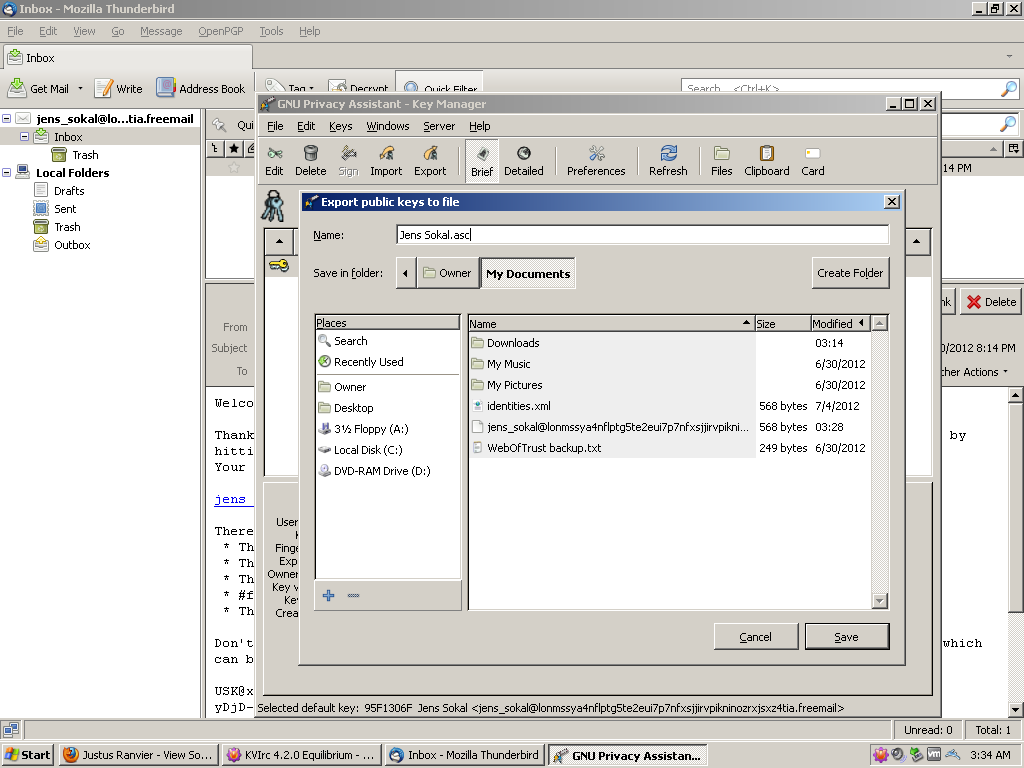 Inbox - Mozilla Thunderbird
File Edit View Go Message OpenPGP Tools Help
Inbox
Get Mail Write Address Book Tag Decrypt Quick Filter Search... <Ctrl+K>
jens_sokal@lo...tia.freemail
Inbox
Trash
Local Folders
Drafts
Sent
Trash
Outbox
Qui
14 PM
GNU Privacy Assistant - Key Manager
File Edit Keys Windows Server Help
Edit Delete Sign Import Export Brief Detailed Preferences Refresh Files Clipboard Card
Export public keys to file
Name: Jens Sokal.asc
Save in folder: Owner My Documents Create Folder
Places
Search
Recently Used
Owner
Desktop
3½ Floppy (A:)
Local Disk (C:)
DVD-RAM Drive (D:)
Name Size Modified
Downloads 03:14
My Music 6/30/2012
My Pictures 6/30/2012
identities.xml 568 bytes 7/4/2012
jens_sokal@lonmssya4nflptg5te2eui7p7nfxsjjirvpikni... 568 bytes 03:28
WebOfTrust backup.txt 249 bytes 6/30/2012
Cancel Save
nk Delete
From
Subject 0/2012 8:14 PM
To her Actions
Welco
Thank by
hitti
Your
jens_
There
* Th
* Th
* Th
* #f
* Th
Don't which
can b
USK@x
yDjD-
User
K
Finge
Exp
Owner
Key v
Ke
Crea
Selected default key: 95F1306F Jens Sokal <jens_sokal@lonmssya4nflptg5te2eui7p7nfxsjjirvpikninozrxjsxz4tia.freemail>
Unread: 0 Total: 1
Start Justus Ranvier - View So... KVIrc 4.2.0 Equilibrium - ... Inbox - Mozilla Thunderbird GNU Privacy Assistan... 3:34 AM